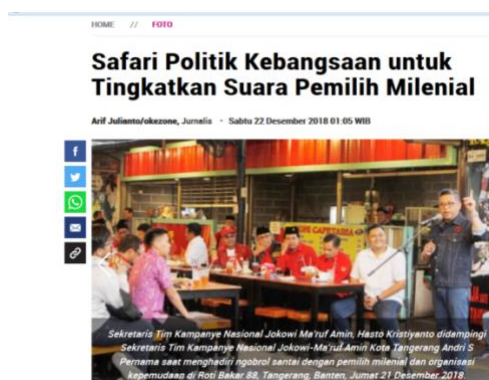 HOME // FOTO
Safari Politik Kebangsaan untuk
Tingkatkan Suara Pemilih Milenial
Arif Julianto/okezone, Jurnalis · Sabtu 22 Desember 2018 01:05 WIB
Sekretaris Tim Kampanye Nasional Jokowi Ma'ruf Amin, Hasto Kristiyanto didampingi
Sekretaris Tim Kampanye Nasional Jokowi-Ma'ruf Amin Kota Tangerang Andri S
Permana saat menghadiri ngobrol santai dengan pemilih milenial dan organisasi
kepemudaan di Roti Bakar 88, Tangerang, Banten, Jumat 21 Desember 2018.